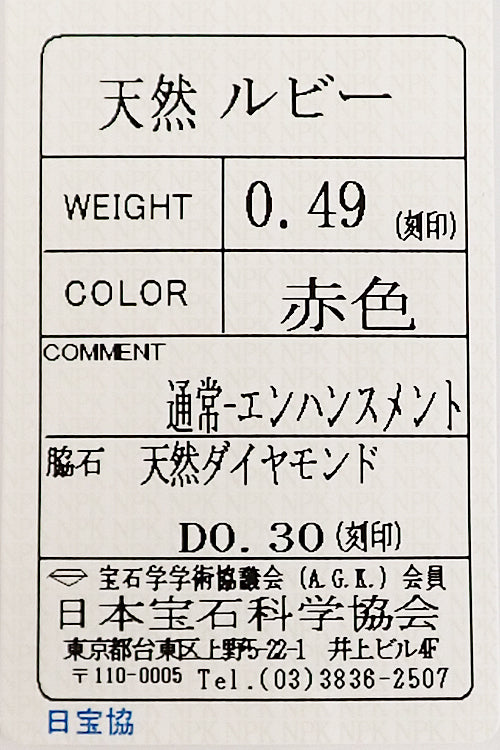 天然 ルビー
WEIGHT 0.49 (刻印)
COLOR 赤色
COMMENT
通常-エンハンスメント
脇石 天然ダイヤモンド
D0.30(刻印)
宝石学学術協議会 (A.G.K.) 会員
日本宝石科学協会
東京都台東区上野5-22-1 井上ビル4F
〒110-0005 Tel.(03)3836-2507
日宝協